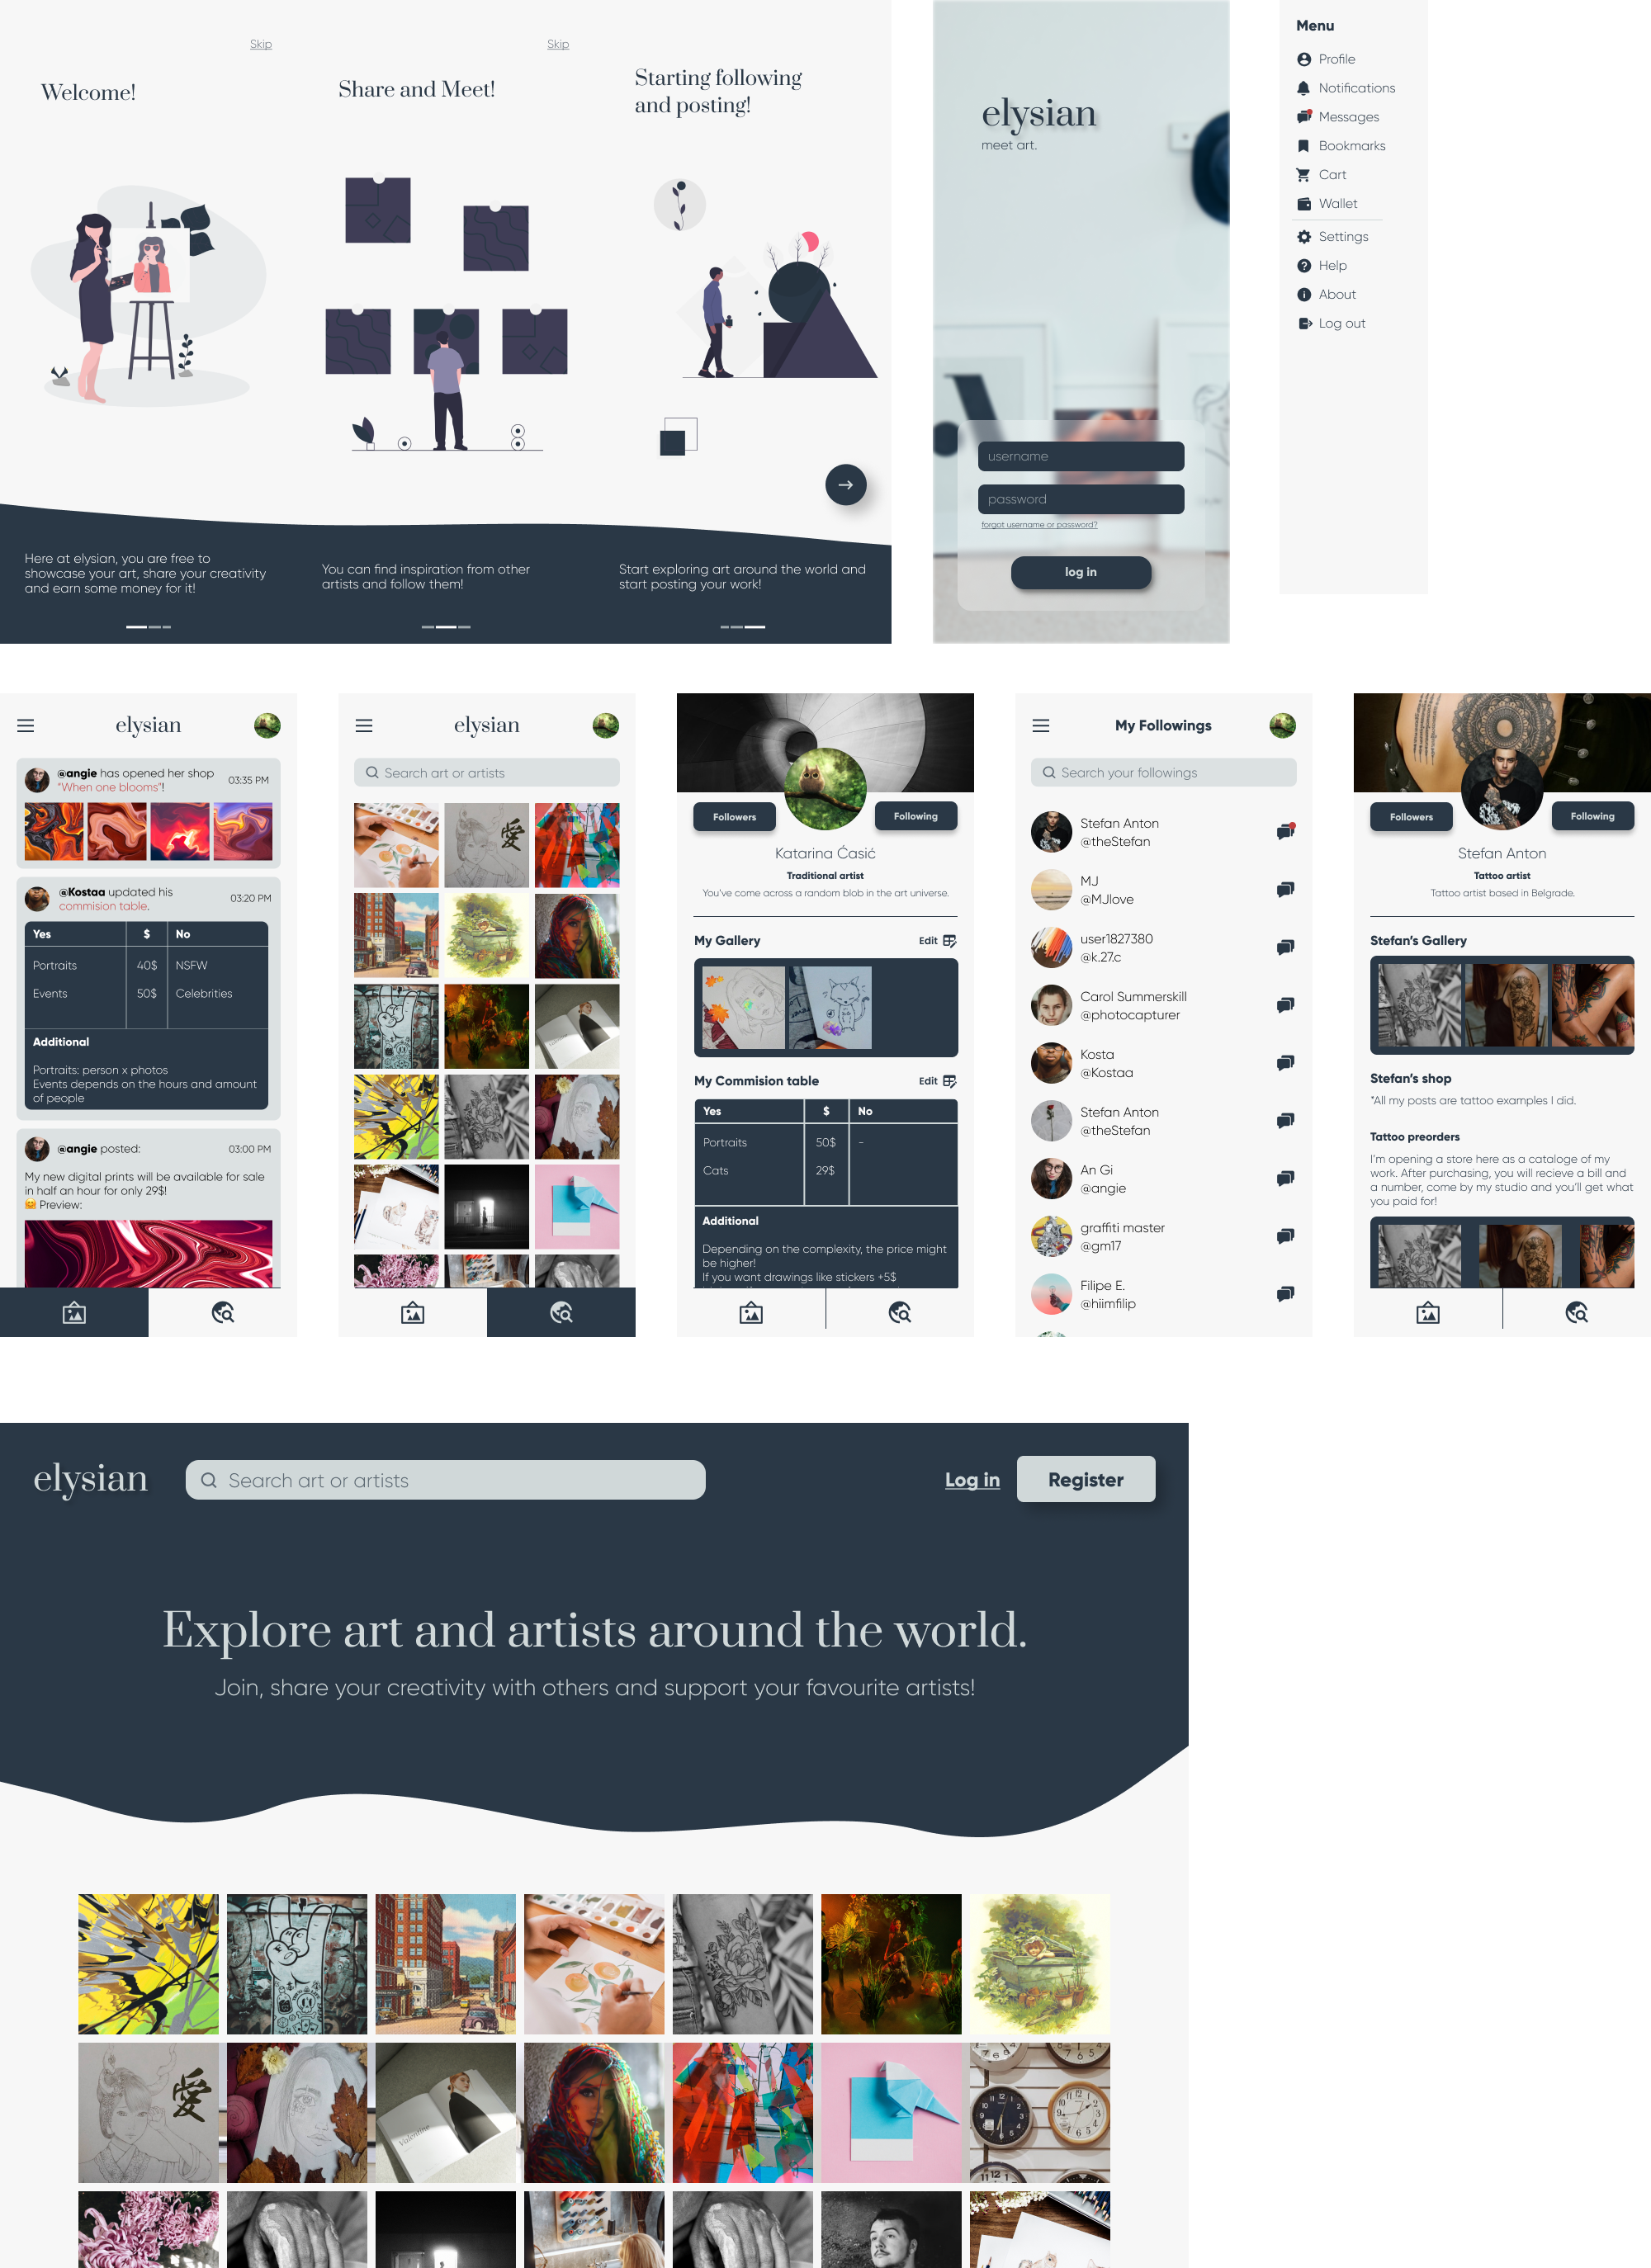 Skip
Welcome!
Here at elysian, you are free to
showcase your art, share your creativity
and earn some money for it!
Skip
Share and Meet!
You can find inspiration from other
artists and follow them!
Starting following
and posting!
Start exploring art around the world and
start posting your work!
elysian
meet art.
username
password
forgot username or password?
log in
Menu
Profile
Notifications
Messages
Bookmarks
Cart
Wallet
Settings
Help
About
Log out
elysian
@angie has opened her shop
"When one blooms"!
03:35 PM
@Kostaa updated his
commision table.
03:20 PM
Yes $ No
Portraits 40$ NSFW
Events 50$ Celebrities
Additional
Portraits: person x photos
Events depends on the hours and amount
of people
@angie posted:
03:00 PM
My new digital prints will be available for sale
in half an hour for only 29$!
🤗 Preview:
elysian
Search art or artists
愛
Followers
Following
Katarina Ćasić
Traditional artist
You've come across a random blob in the art universe.
My Gallery
Edit
My Commision table
Edit
Yes $ No
Portraits 50$ -
Cats 29$
Additional
Depending on the complexity, the price might
be higher!
If you want drawings like stickers +5$
My Followings
Search your followings
Stefan Anton
@theStefan
MJ
@MJlove
user1827380
@k.27.c
Carol Summerskill
@photocapturer
Kosta
@Kostaa
Stefan Anton
@theStefan
An Gi
@angie
graffiti master
@gm17
Filipe E.
@hiimfilip
Followers
Following
Stefan Anton
Tattoo artist
Tattoo artist based in Belgrade.
Stefan's Gallery
Stefan's shop
*All my posts are tattoo examples I did.
Tattoo preorders
I'm opening a store here as a cataloge of my
work. After purchasing, you will recieve a bill and
a number, come by my studio and you'll get what
you paid for!
elysian
Search art or artists
Log in
Register
Explore art and artists around the world.
Join, share your creativity with others and support your favourite artists!
愛
Valentine